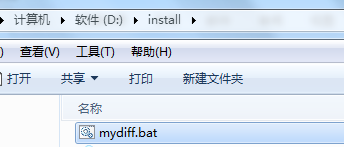 计算机 ▸ 软件 (D:) ▸ install ▸
查看(V) 工具(T) 帮助(H)
打开 共享 打印 新建文件夹
名称
mydiff.bat